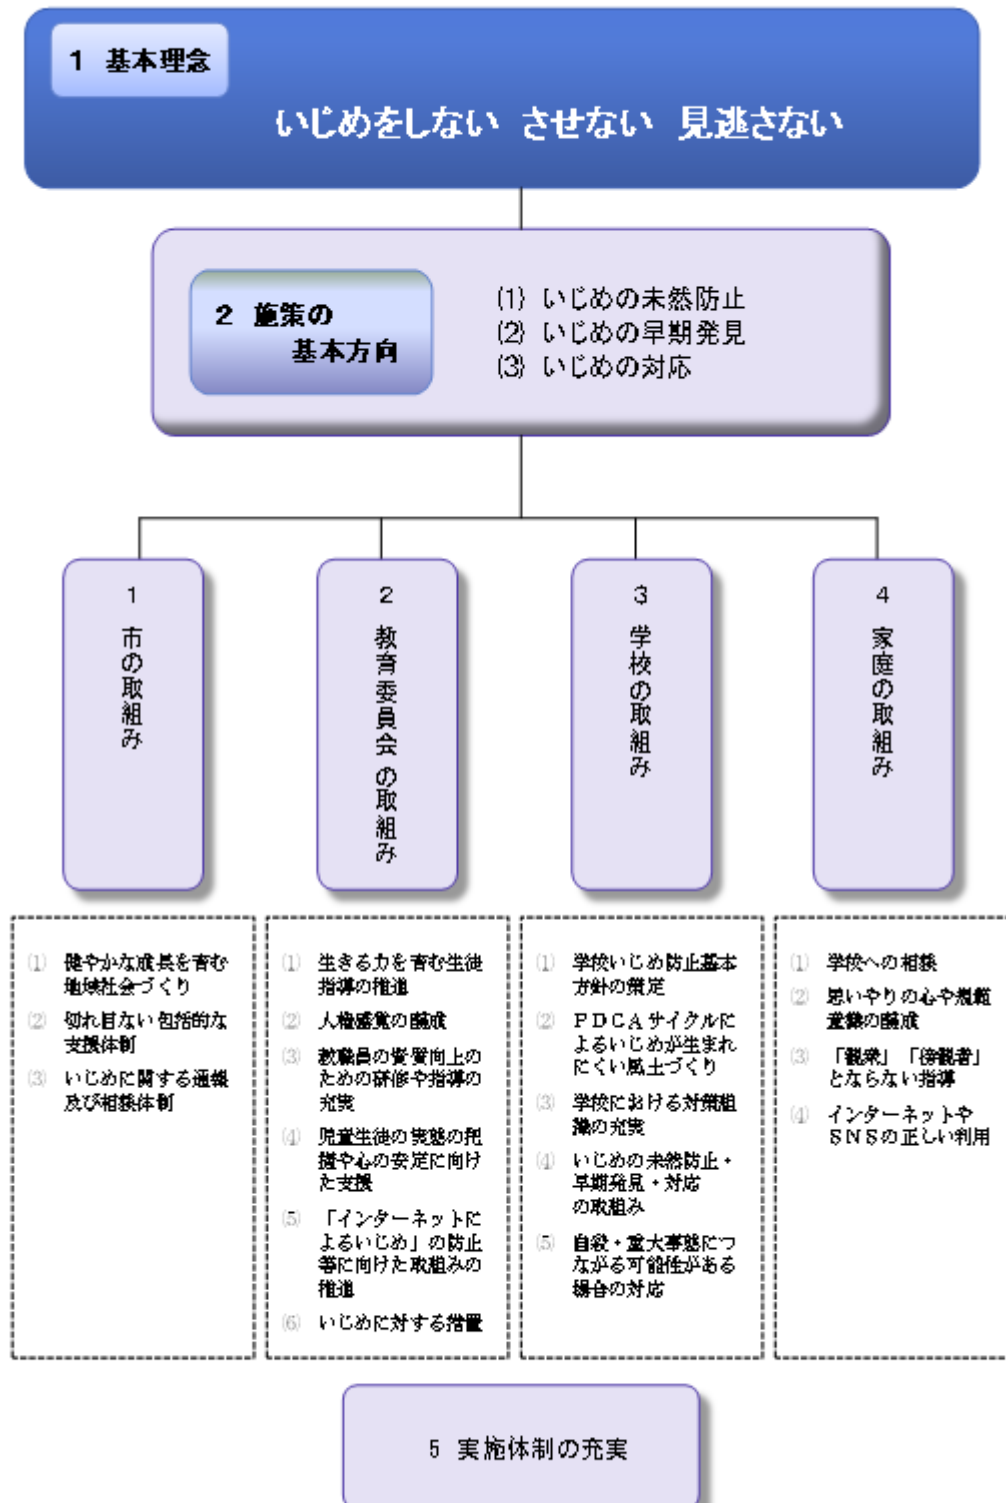 1 基本理念
いじめをしない させない 見逃さない
2 施策の
基本方向
(1) いじめの未然防止
(2) いじめの早期発見
(3) いじめの対応
1 市の取組み
2 教育委員会の取組み
3 学校の取組み
4 家庭の取組み
(1) 健やかな成長を育む
地域社会づくり
(2) 切れ目ない包括的な
支援体制
(3) いじめに関する通報
及び相談体制
(1) 生きる力を育む生徒
指導の推進
(2) 人権感覚の醸成
(3) 教職員の資質向上の
ための研修や指導の
充実
(4) 児童生徒の実態の把
握や心の安定に向け
た支援
(5) 「インターネットに
よるいじめ」の防止
等に向けた取組みの
推進
(6) いじめに対する措置
(1) 学校いじめ防止基本
方針の策定
(2) PDCAサイクルに
よるいじめが生まれ
にくい風土づくり
(3) 学校における対策組
織の充実
(4) いじめの未然防止・
早期発見・対応
の取組み
(5) 自殺・重大事態につ
ながる可能性がある
場合の対応
(1) 学校への相談
(2) 思いやりの心や規範
意識の醸成
(3) 「観衆」「傍観者」
とならない指導
(4) インターネットや
SNSの正しい利用
5 実施体制の充実